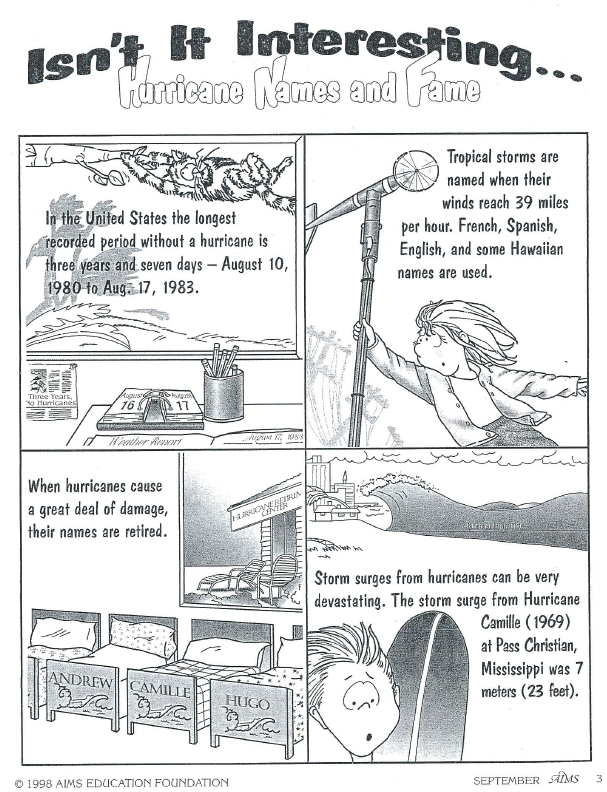 Isn't It Interesting...
Hurricane Names and Fame
In the United States the longest
recorded period without a hurricane is
three years and seven days – August 10,
1980 to Aug. 17, 1983.
Three Years,
No Hurricanes
August
16
17
Weather Report
August 17, 1983
Tropical storms are
named when their
winds reach 39 miles
per hour. French, Spanish,
English, and some Hawaiian
names are used.
When hurricanes cause
a great deal of damage,
their names are retired.
HURRICANE RETIREMENT
CENTER
ANDREW
CAMILLE
HUGO
Storm surges from hurricanes can be very
devastating. The storm surge from Hurricane
Camille (1969)
at Pass Christian,
Mississippi was 7
meters (23 feet).
© 1998 AIMS EDUCATION FOUNDATION
SEPTEMBER AIMS 3